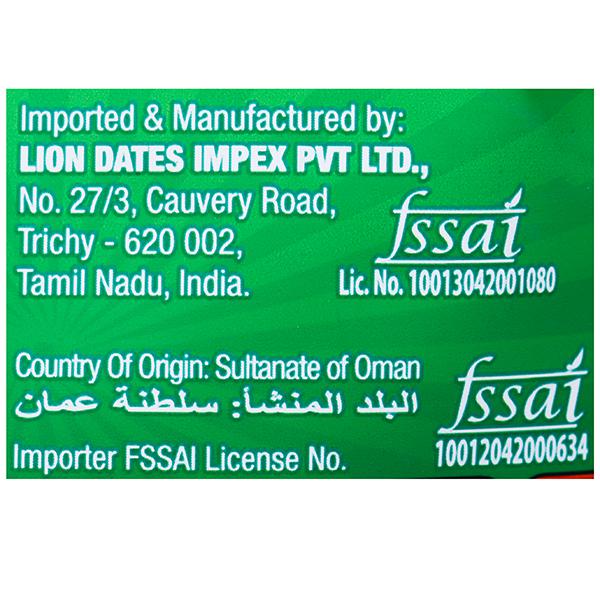 Imported & Manufactured by:
LION DATES IMPEX PVT LTD.,
No. 27/3, Cauvery Road,
Trichy - 620 002,
Tamil Nadu, India.
fssai
Lic. No. 10013042001080
Country Of Origin: Sultanate of Oman
البلد المنشأ: سلطنة عمان
Importer FSSAI License No.
fssai
10012042000634